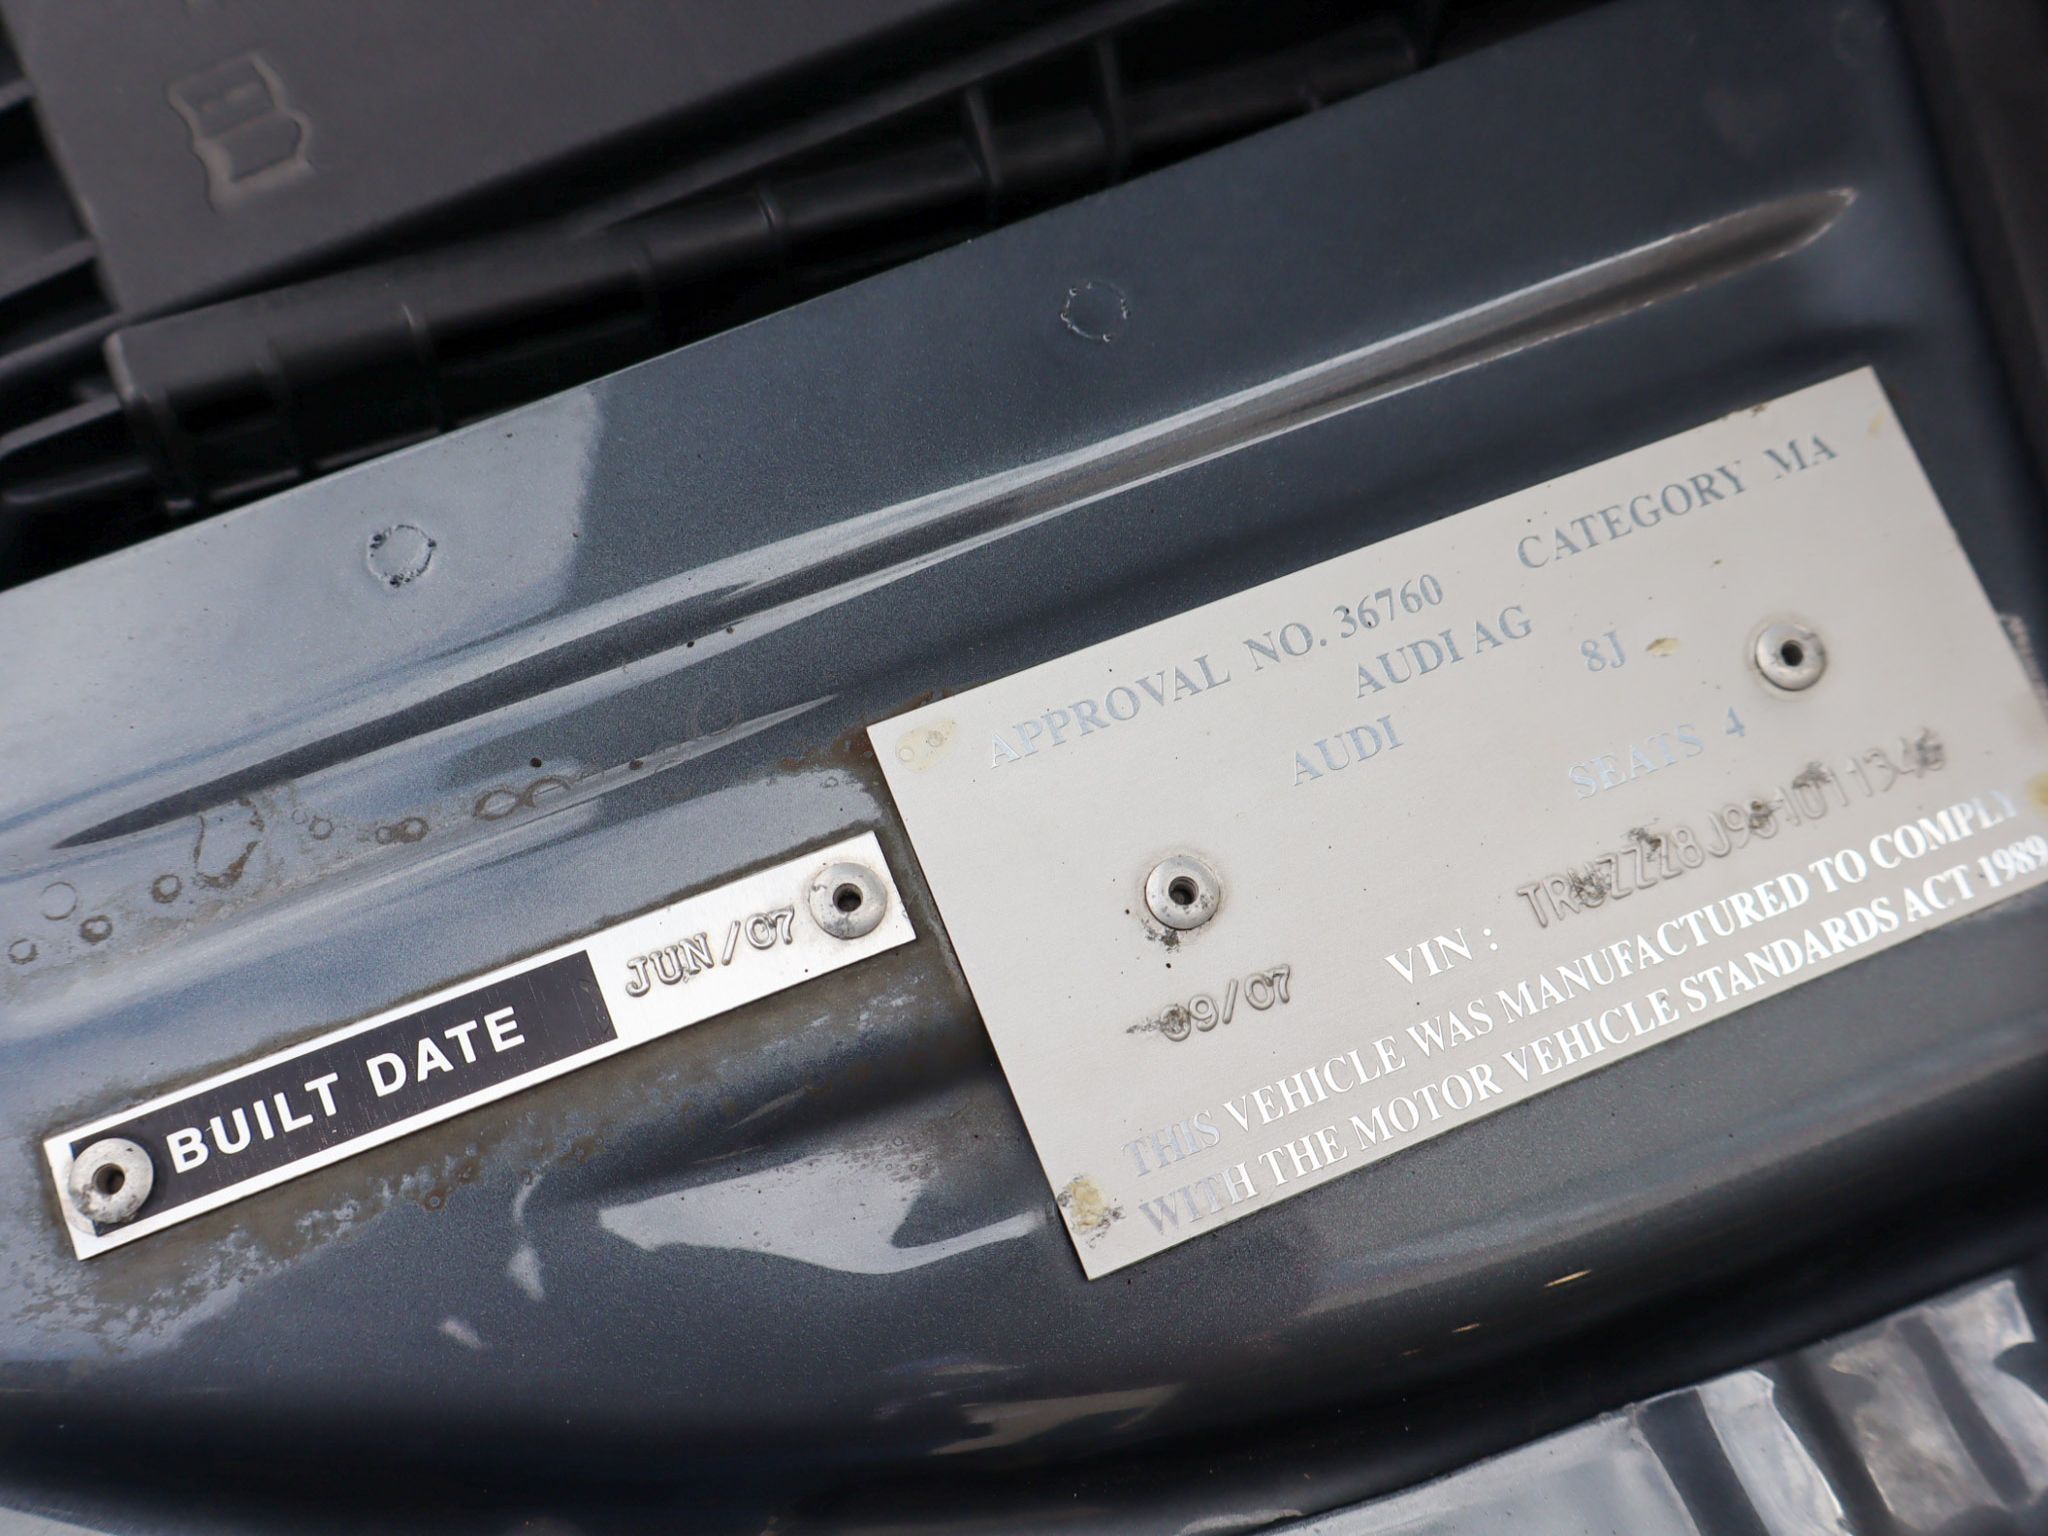 BUILT DATE JUN/07
APPROVAL NO. 36760 CATEGORY MA
AUDI AG
AUDI 8J
SEATS 4
09/07 VIN :
THIS VEHICLE WAS MANUFACTURED TO COMPLY
WITH THE MOTOR VEHICLE STANDARDS ACT 1989